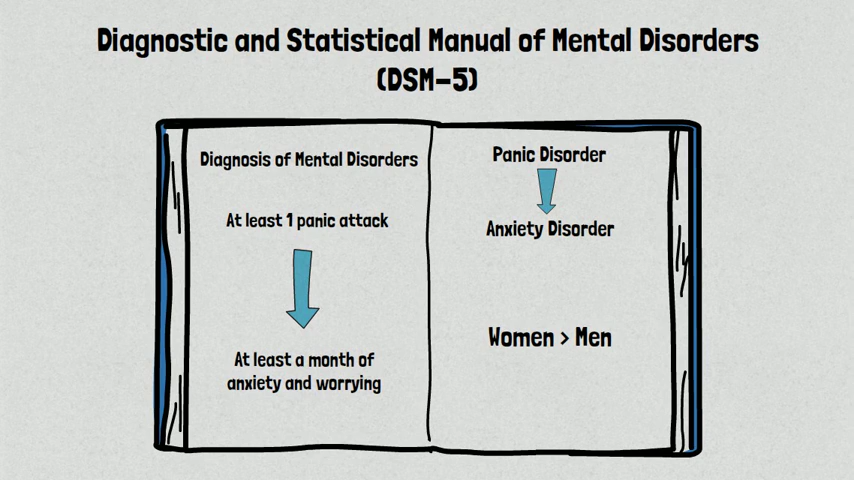 Diagnostic and Statistical Manual of Mental Disorders
(DSM-5)
Diagnosis of Mental Disorders
At least 1 panic attack
At least a month of
anxiety and worrying
Panic Disorder
Anxiety Disorder
Women > Men